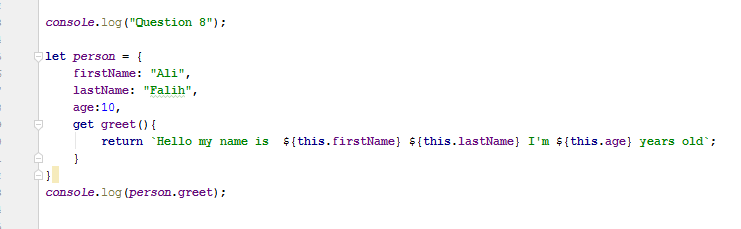 console.log("Question 8");
let person = {
firstName: "Ali",
lastName: "Falih",
age:10,
get greet(){
return `Hello my name is  ${this.firstName} ${this.lastName} I'm ${this.age} years old`;
}
}
console.log(person.greet);